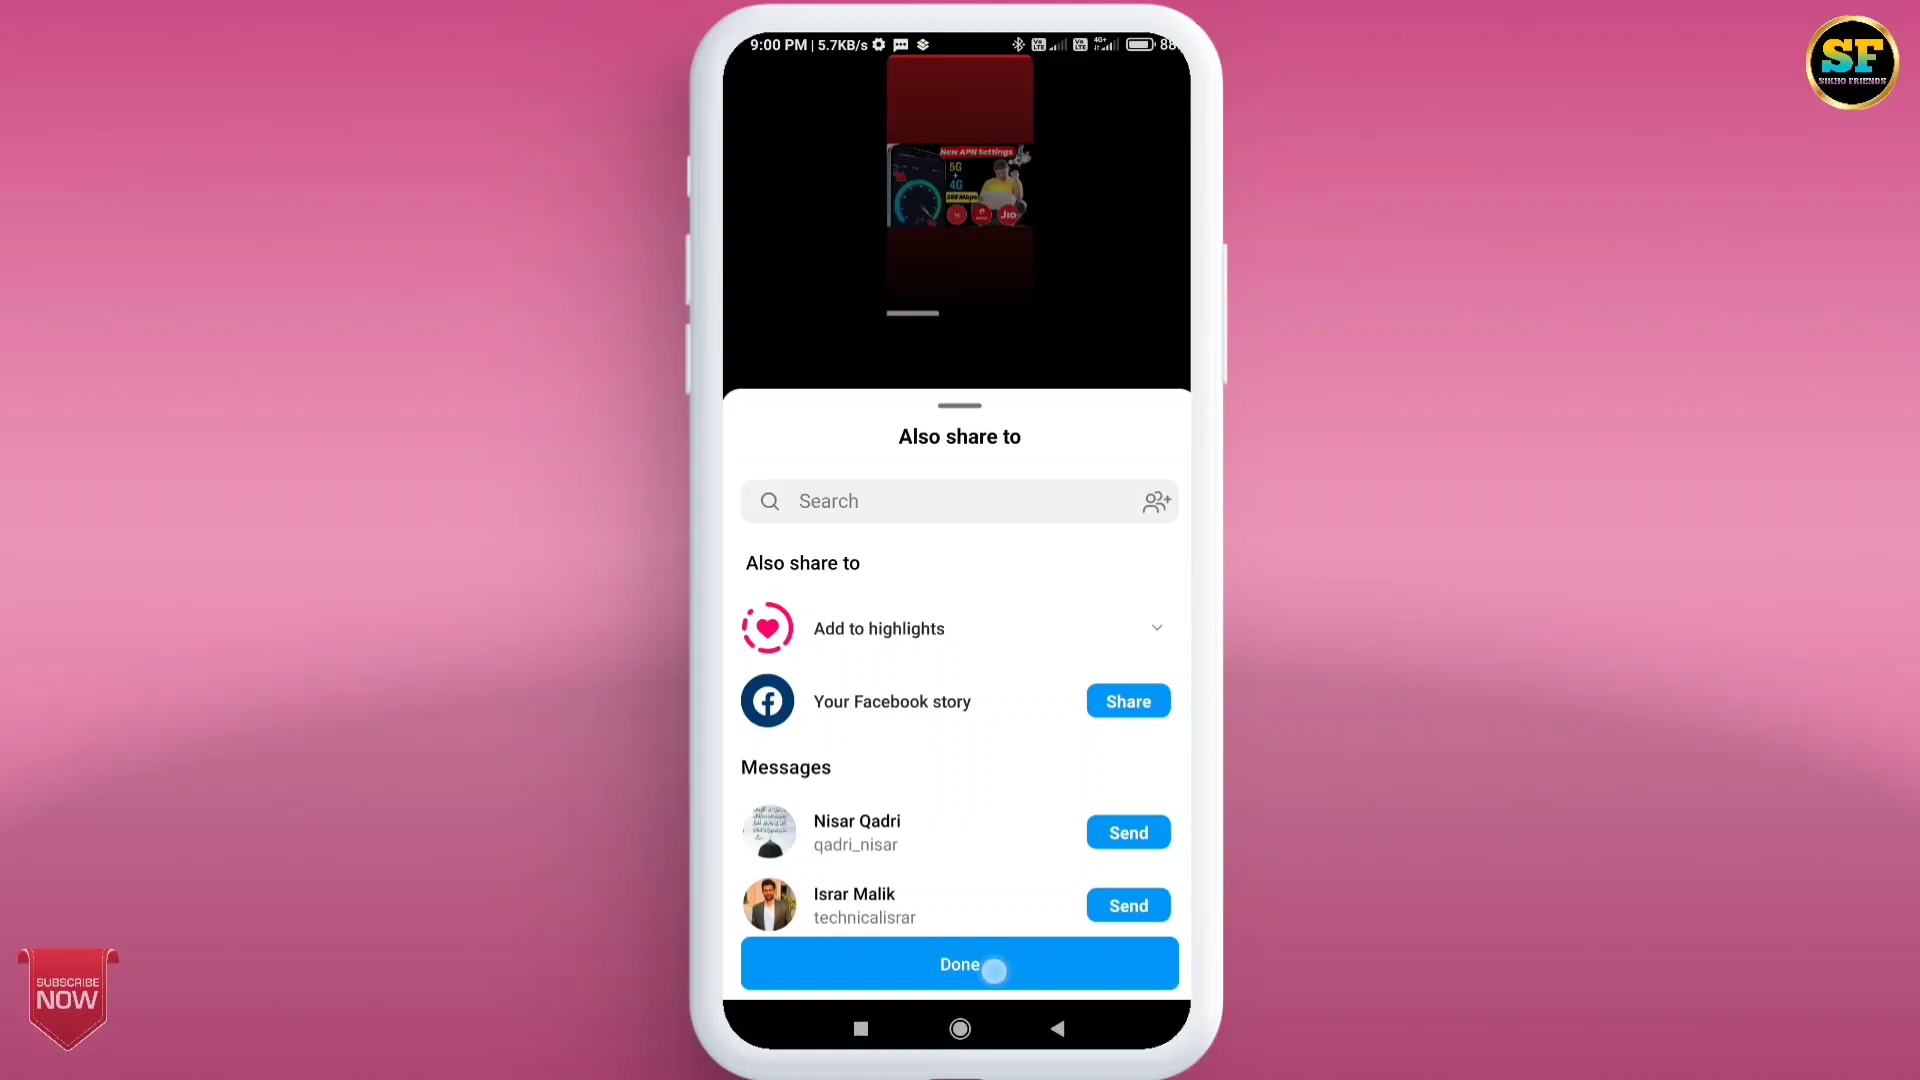 9:00 PM | 5.7KB/s
4G+
88
SF
SIKHO FRIENDS
New APN Settings
5G
+
4G
Jio
Also share to
Search
Also share to
Add to highlights
Your Facebook story
Share
Messages
Nisar Qadri
qadri_nisar
Send
Israr Malik
technicalisrar
Send
Done
SUBSCRIBE
NOW